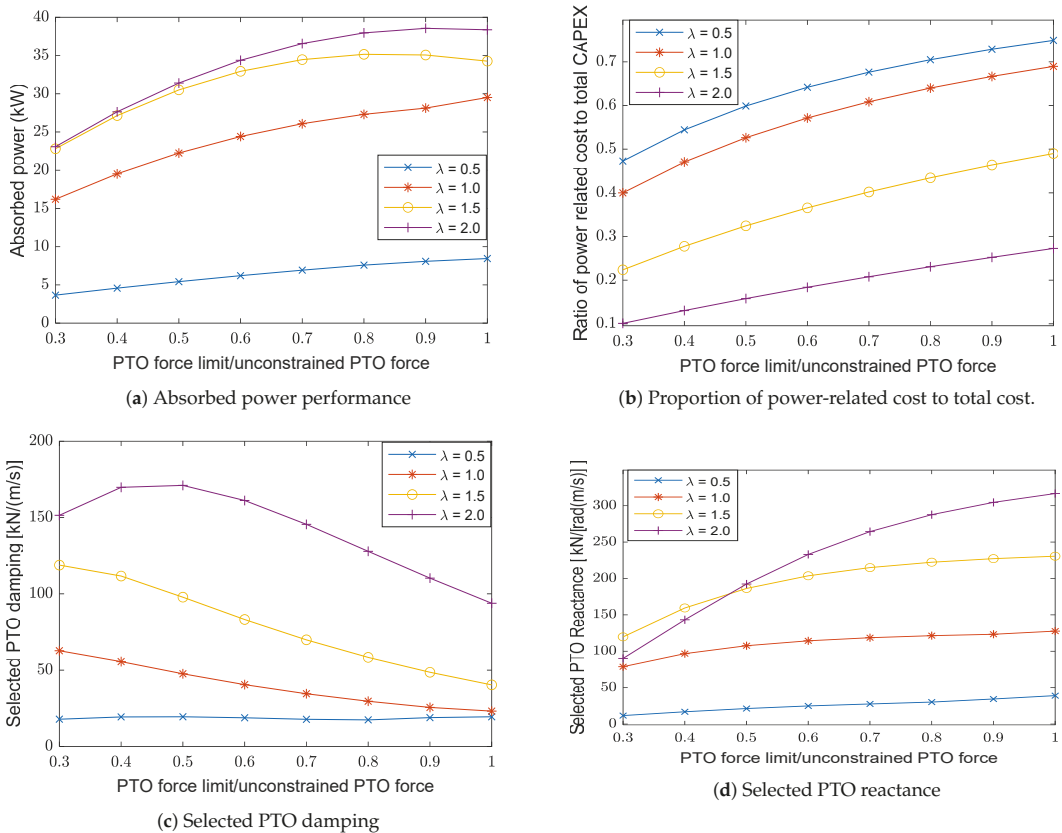 40
35
30
25
20
15
10
5
0
Absorbed power (kW)
λ = 0.5
λ = 1.0
λ = 1.5
λ = 2.0
0.3 0.4 0.5 0.6 0.7 0.8 0.9 1
PTO force limit/unconstrained PTO force
(a) Absorbed power performance
Ratio of power related cost to total CAPEX
0.7
0.6
0.5
0.4
0.3
0.2
0.1
λ = 0.5
λ = 1.0
λ = 1.5
λ = 2.0
0.3 0.4 0.5 0.6 0.7 0.8 0.9 1
PTO force limit/unconstrained PTO force
(b) Proportion of power-related cost to total cost.
200
150
100
50
0
Selected PTO damping [kN/(m/s)]
λ = 0.5
λ = 1.0
λ = 1.5
λ = 2.0
0.3 0.4 0.5 0.6 0.7 0.8 0.9 1
PTO force limit/unconstrained PTO force
(c) Selected PTO damping
Selected PTO Reactance [ kN/[rad(m/s)] ]
300
250
200
150
100
50
0
λ = 0.5
λ = 1.0
λ = 1.5
λ = 2.0
0.3 0.4 0.5 0.6 0.7 0.8 0.9 1
PTO force limit/unconstrained PTO force
(d) Selected PTO reactance